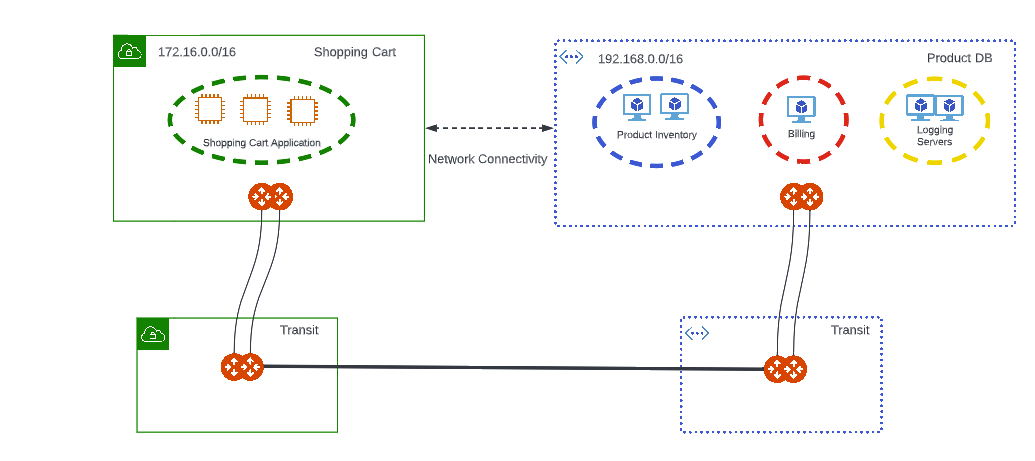 172.16.0.0/16
Shopping Cart
Shopping Cart Application
Network Connectivity
192.168.0.0/16
Product DB
Product Inventory
Billing
Logging
Servers
Transit
Transit